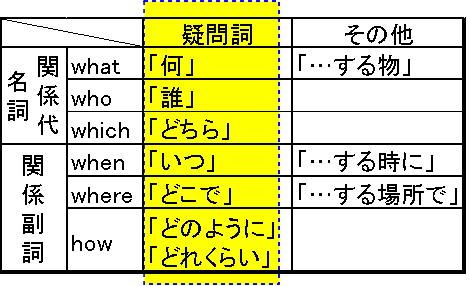 疑問詞 その他
関係代名詞
what 「何」 「…する物」
who 「誰」
which 「どちら」
関係副詞
when 「いつ」 「…する時に」
where 「どこで」 「…する場所で」
how 「どのように」
「どれくらい」